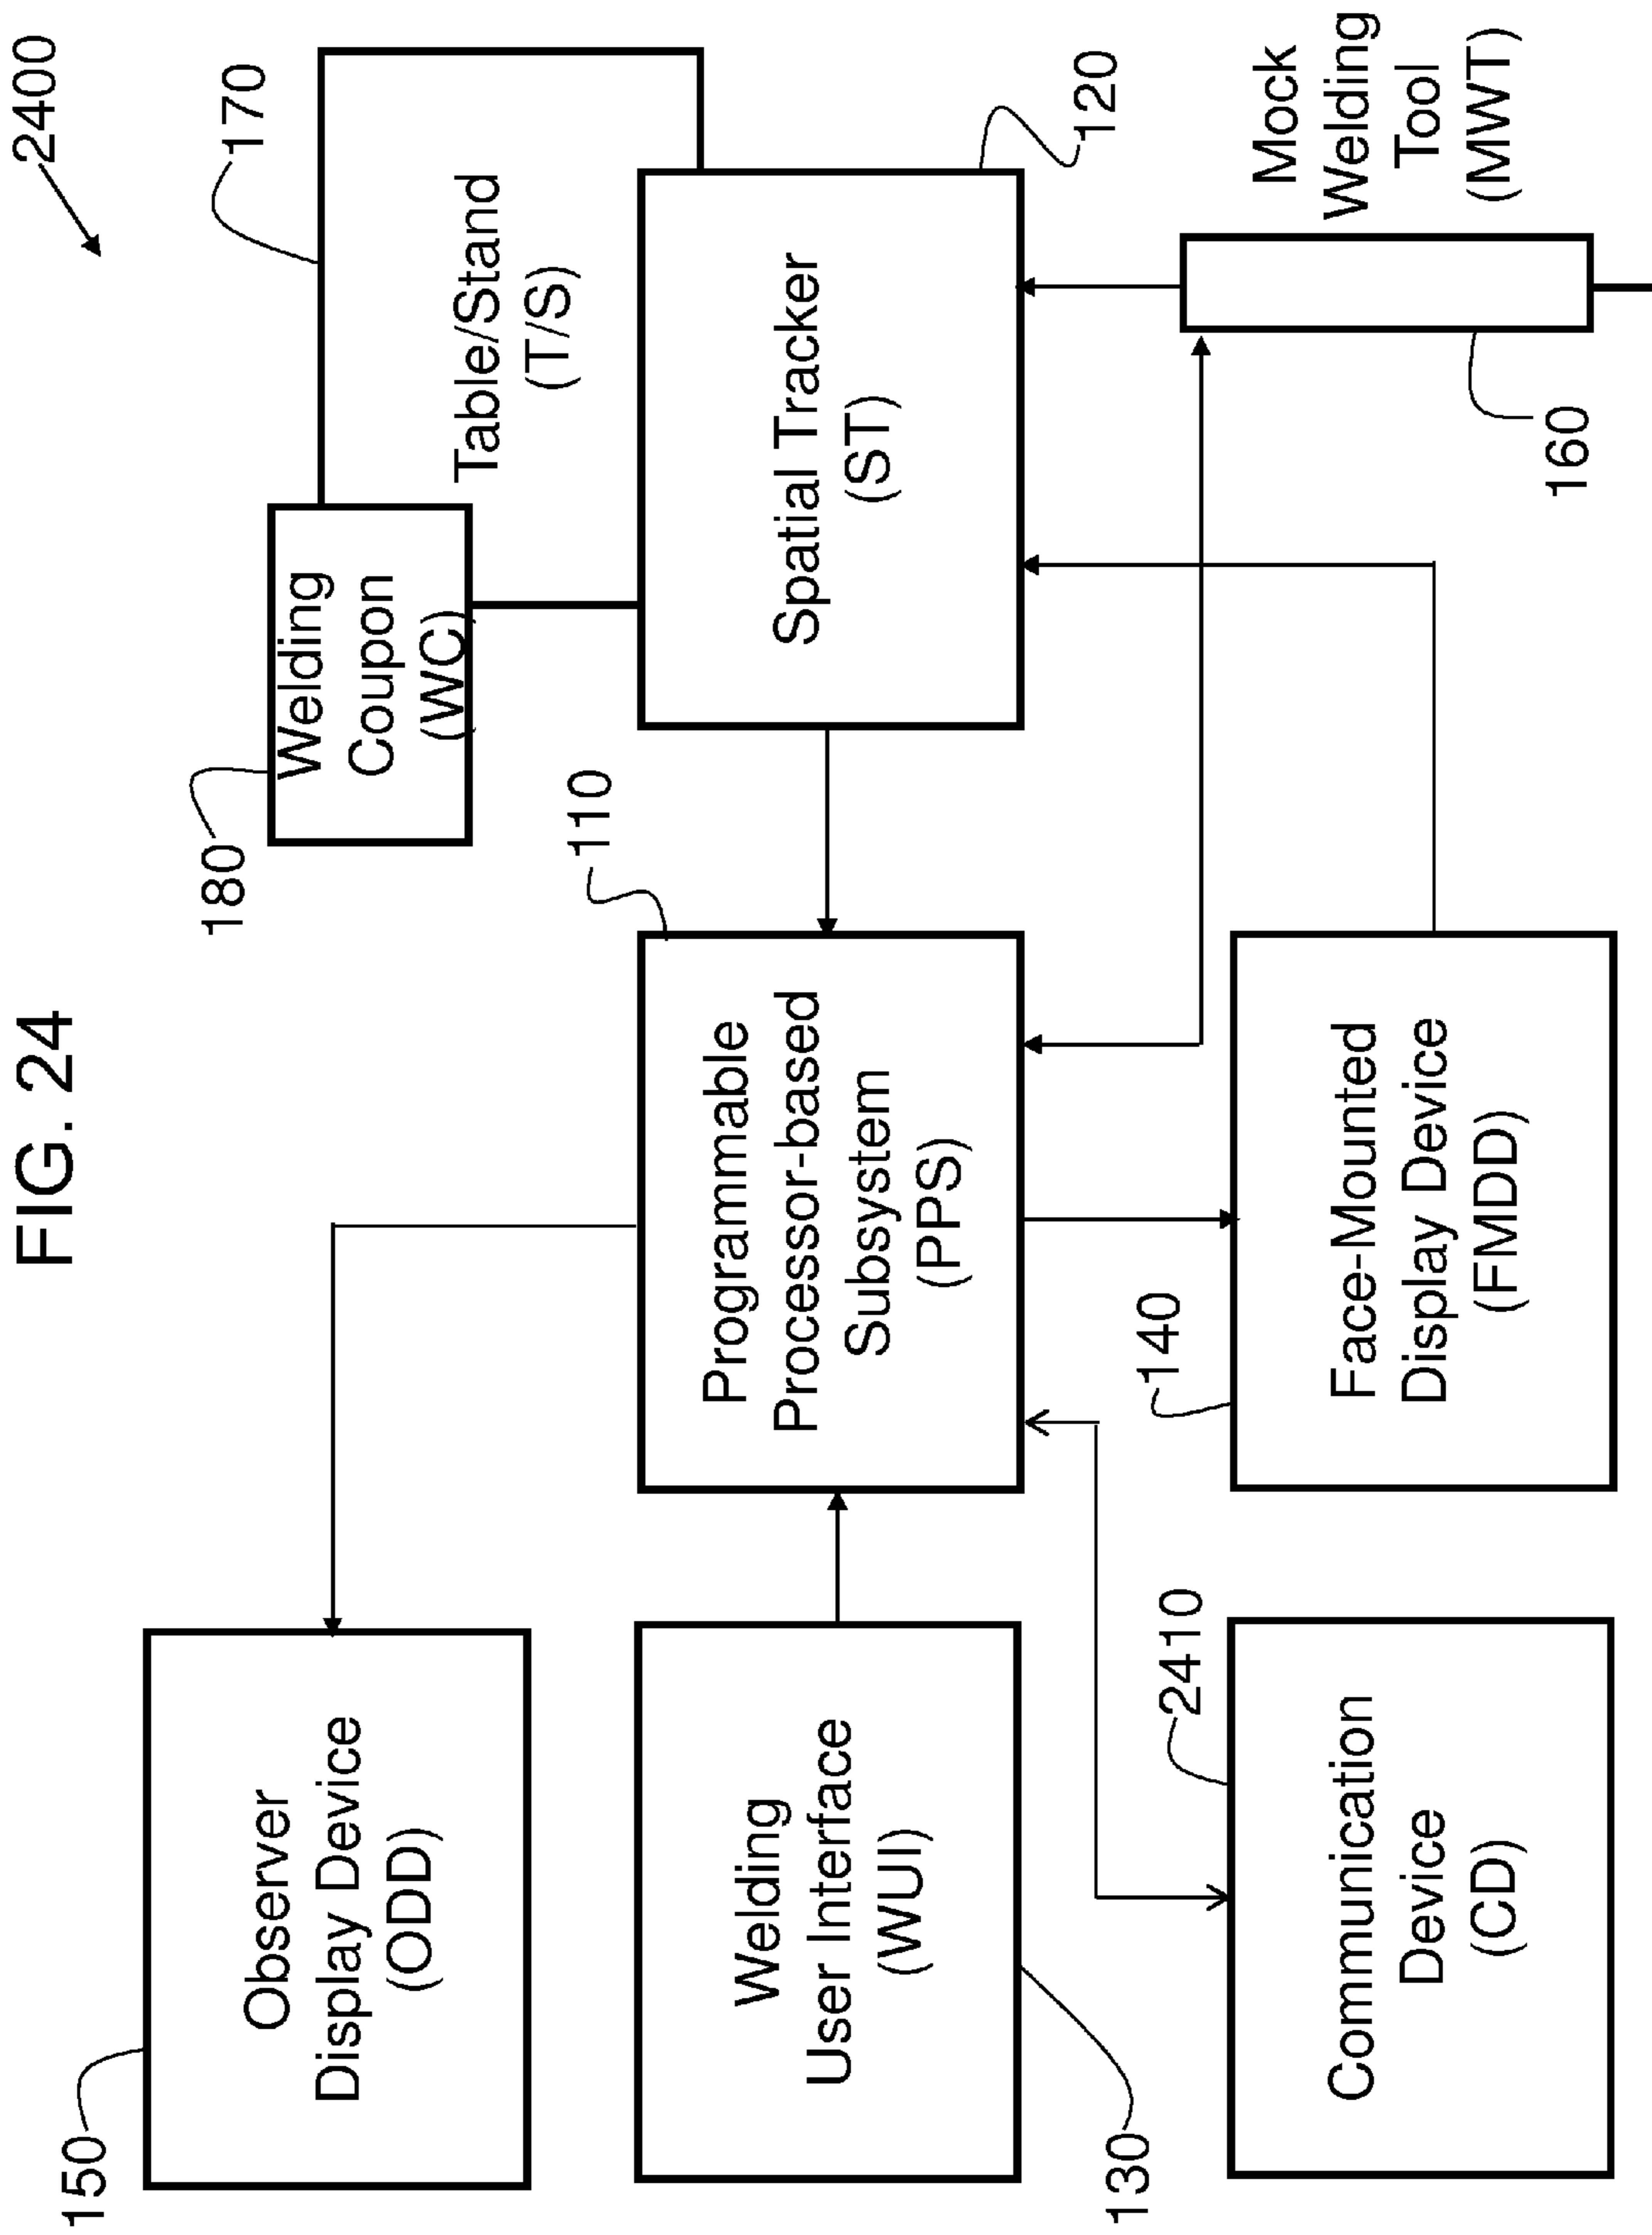 FIG. 24
2400
150
Observer
Display Device
(ODD)
180
Welding
Coupon
(WC)
170
Table/Stand
(T/S)
110
Welding
User Interface
(WUI)
130
Programmable
Processor-based
Subsystem
(PPS)
Spatial Tracker
(ST)
120
2410
Communication
Device
(CD)
140
Face-Mounted
Display Device
(FMDD)
160
Mock
Welding
Tool
(MWT)